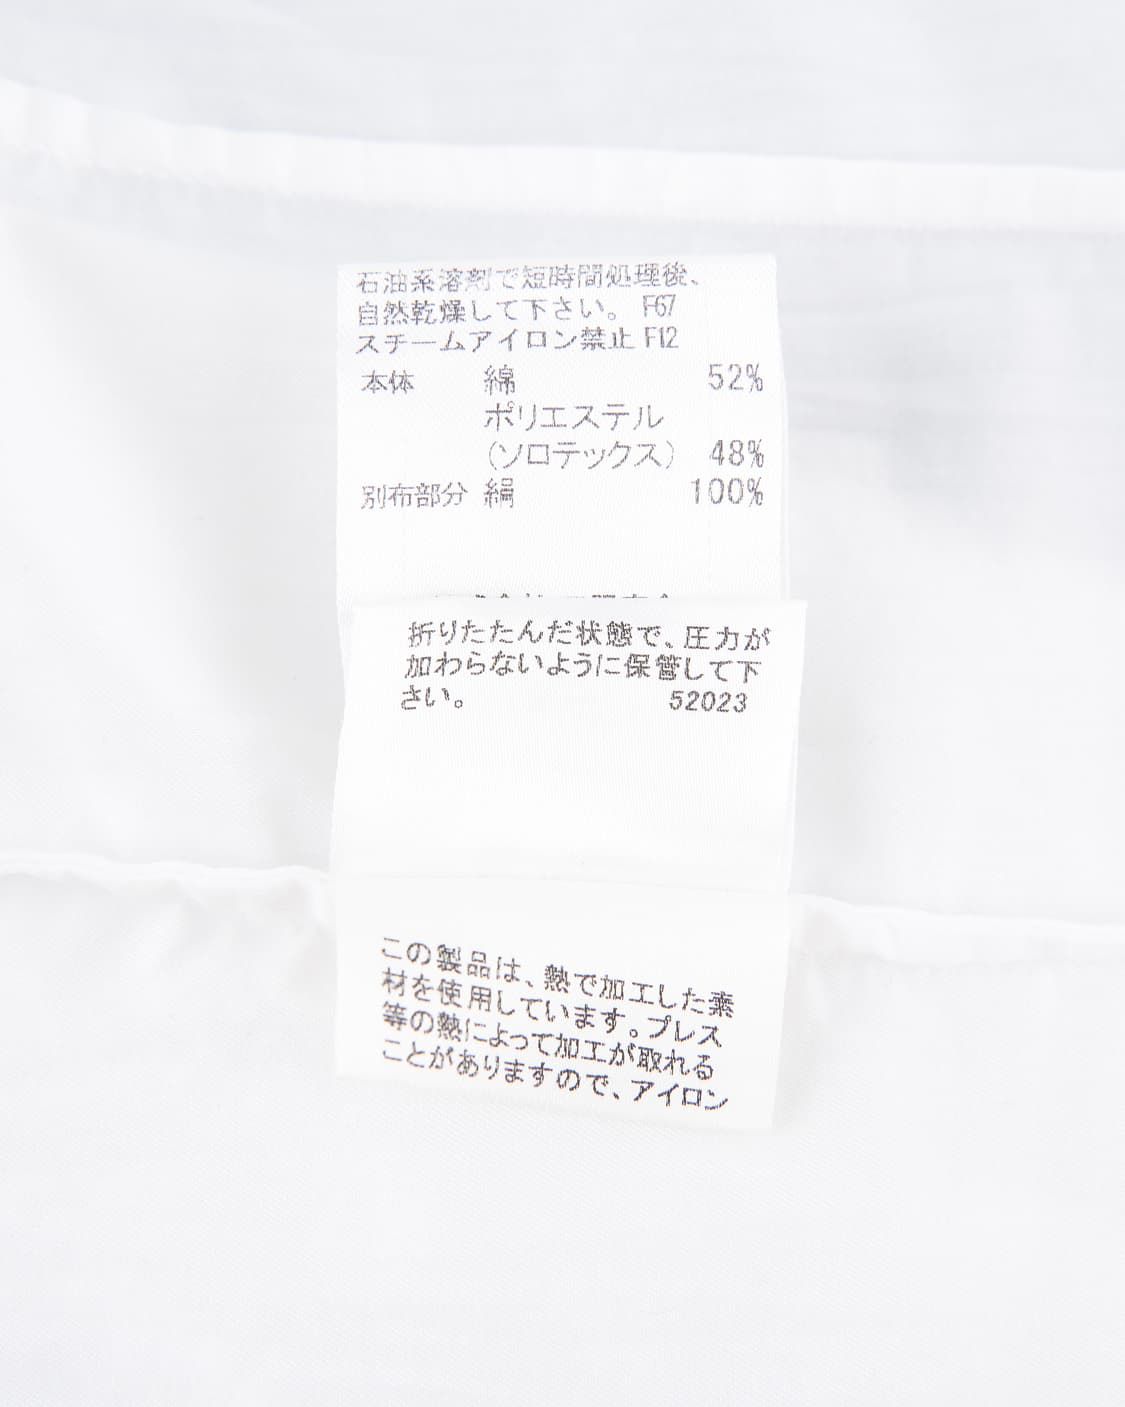 石油系溶剤で短時間処理後、
自然乾燥して下さい。 F67
スチームアイロン禁止 F12
本体 綿 52%
ポリエステル
(ソロテックス) 48%
別布部分 絹 100%
折りたたんだ状態で、圧力が
加わらないように保管して下
さい。 52023
この製品は、熱で加工した素
材を使用しています。プレス
等の熱によって加工が取れる
ことがありますので、アイロン